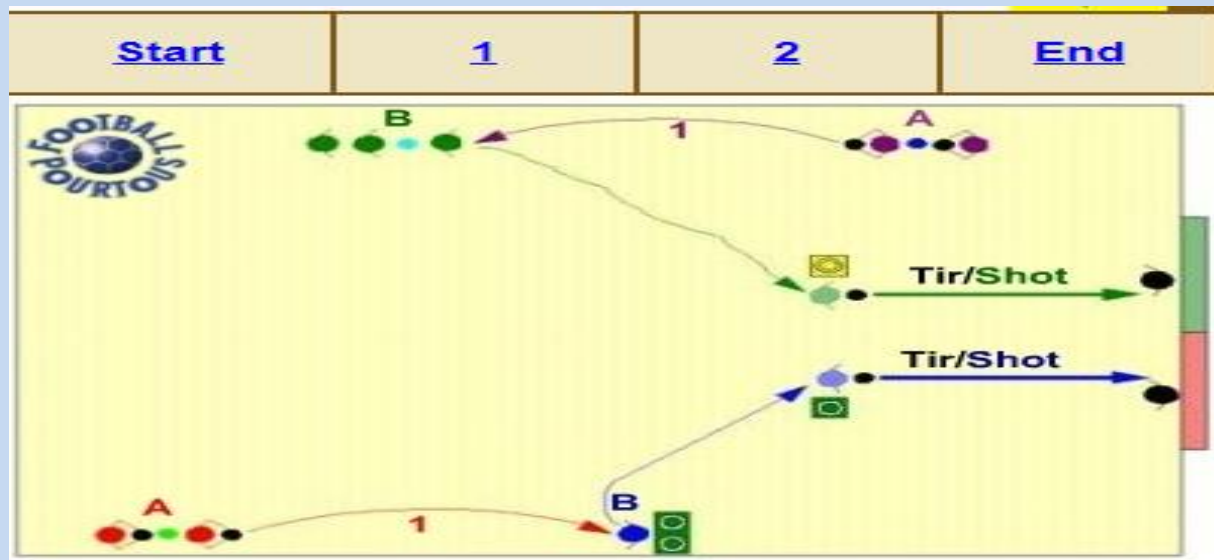 Start 1 2 End
FOOTBALL
POURTOUS
B 1 A
Tir/Shot
Tir/Shot
A 1 B